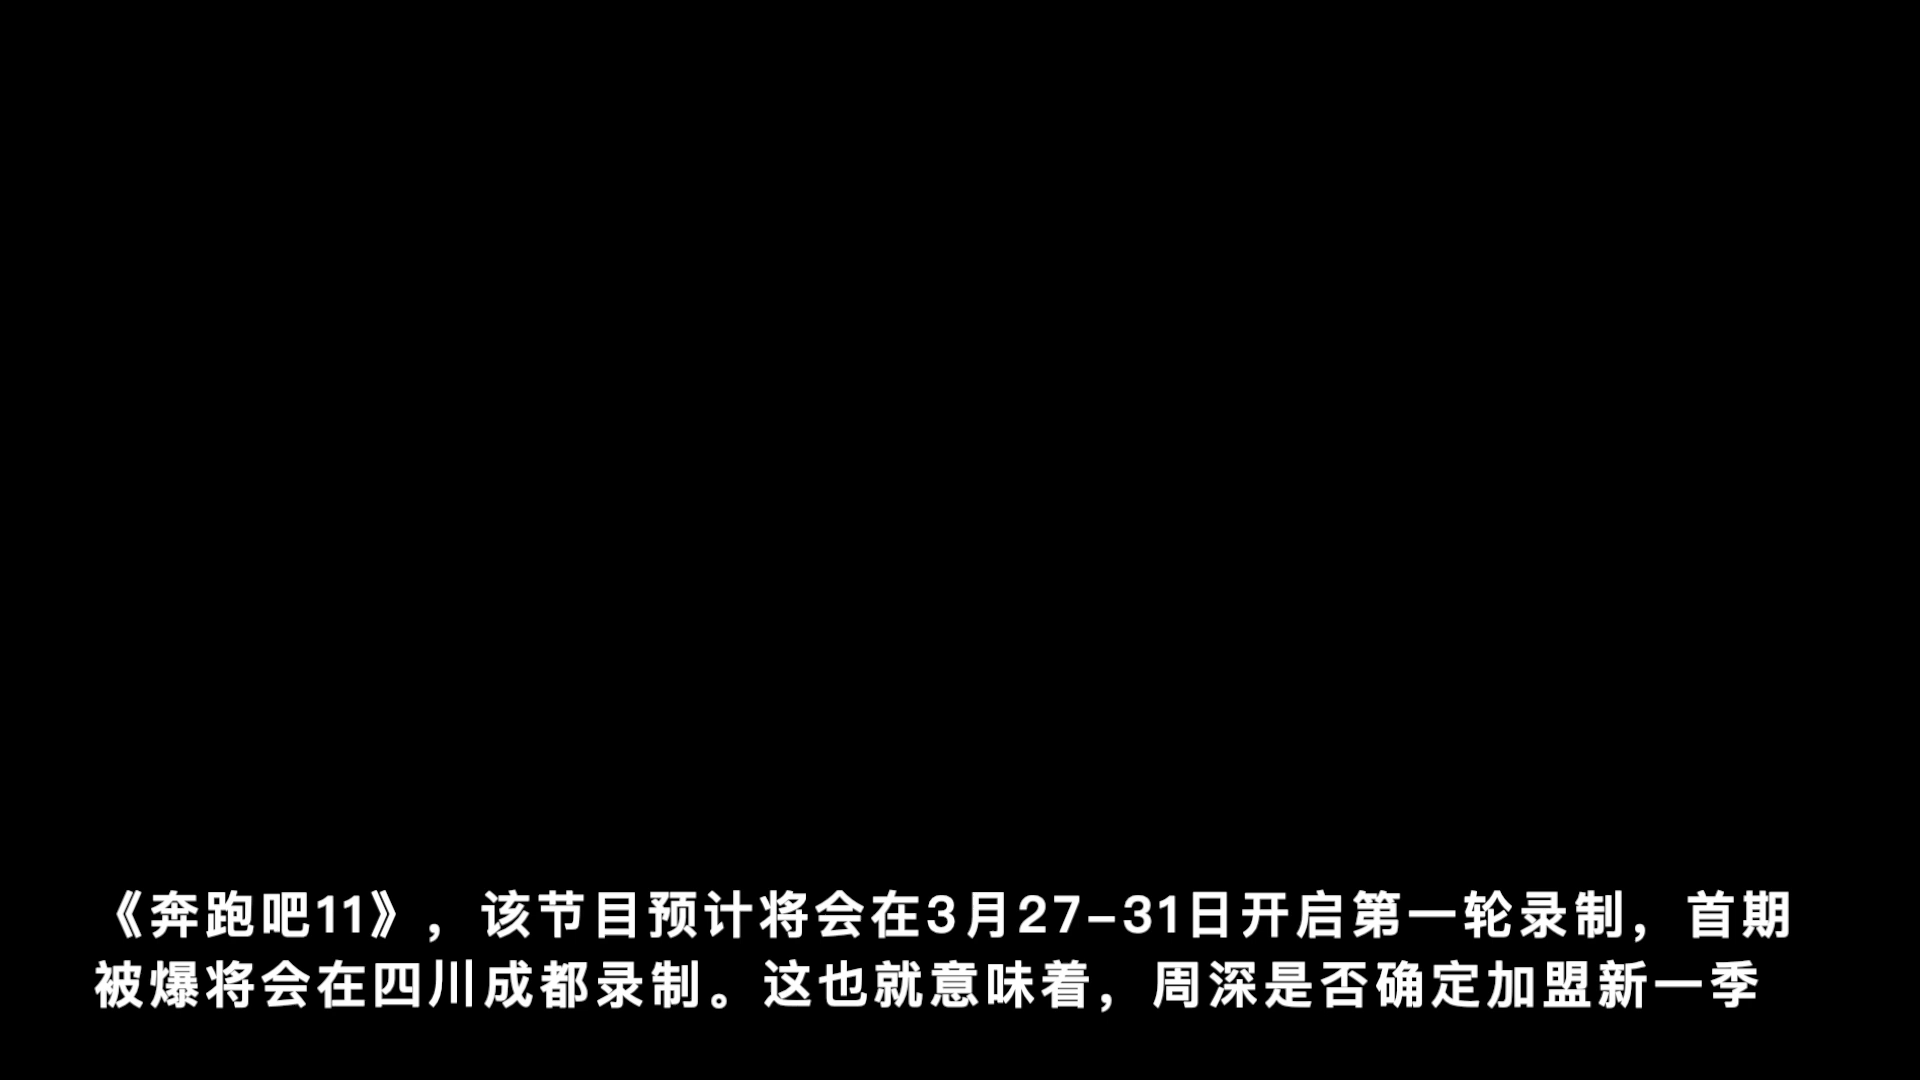 《奔跑吧11》，该节目预计将会在3月27-31日开启第一轮录制，首期
被爆将会在四川成都录制。这也就意味着，周深是否确定加盟新一季